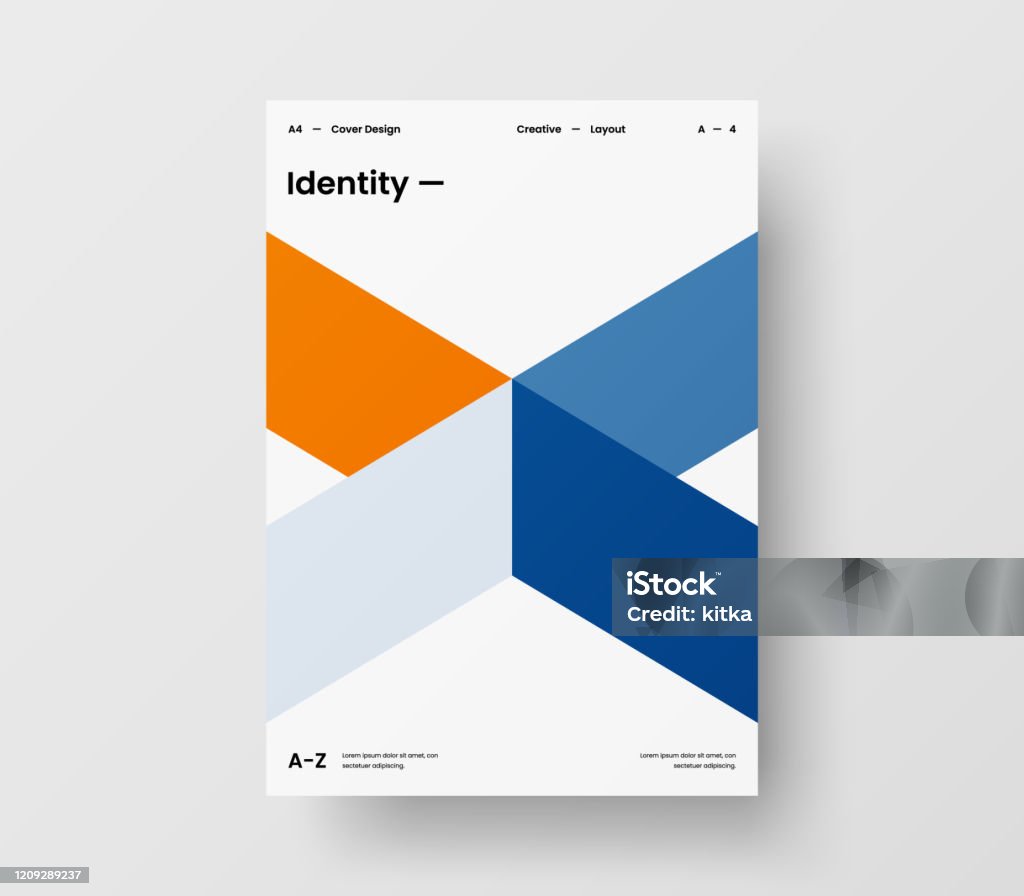 A4 — Cover Design
Creative — Layout
A — 4
Identity —
iStock™
Credit: kitka
A-Z
Lorem ipsum dolor sit amet, con
sectetuer adipiscing.
Lorem ipsum dolor sit amet, con
sectetuer adipiscing.
1209289237